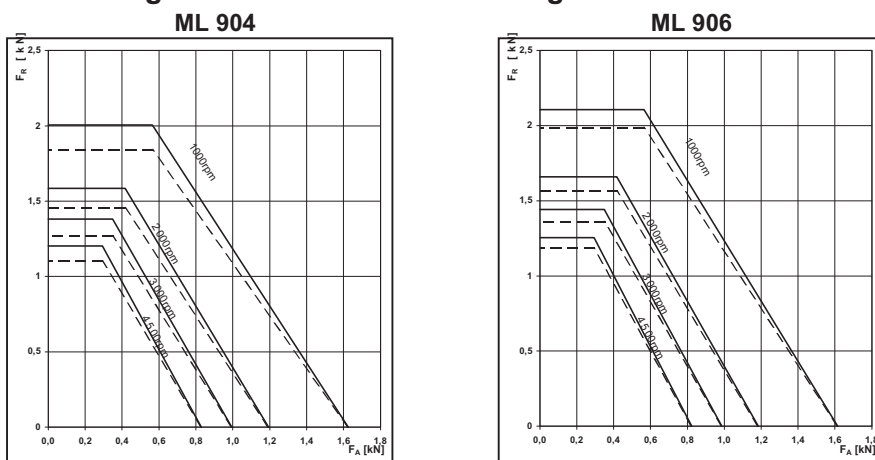 ML 904
F_R [kN]
2,5
2
1,5
1
0,5
0
0,0 0,2 0,4 0,6 0,8 1,0 1,2 1,4 1,6 1,8
F_A [kN]
1000rpm
2000rpm
3000rpm
4500rpm
ML 906
F_R [kN]
2,5
2
1,5
1
0,5
0
0,0 0,2 0,4 0,6 0,8 1,0 1,2 1,4 1,6 1,8
F_A [kN]
1000rpm
2000rpm
3000rpm
4500rpm